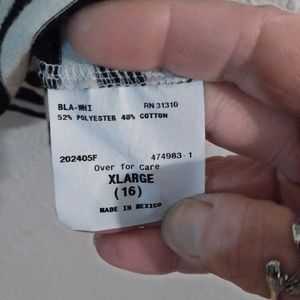 BLA-WHI RN 31310
52% POLYESTER 48% COTTON
202405F 474983-1
Over for Care
XLARGE
(16)
MADE IN MEXICO